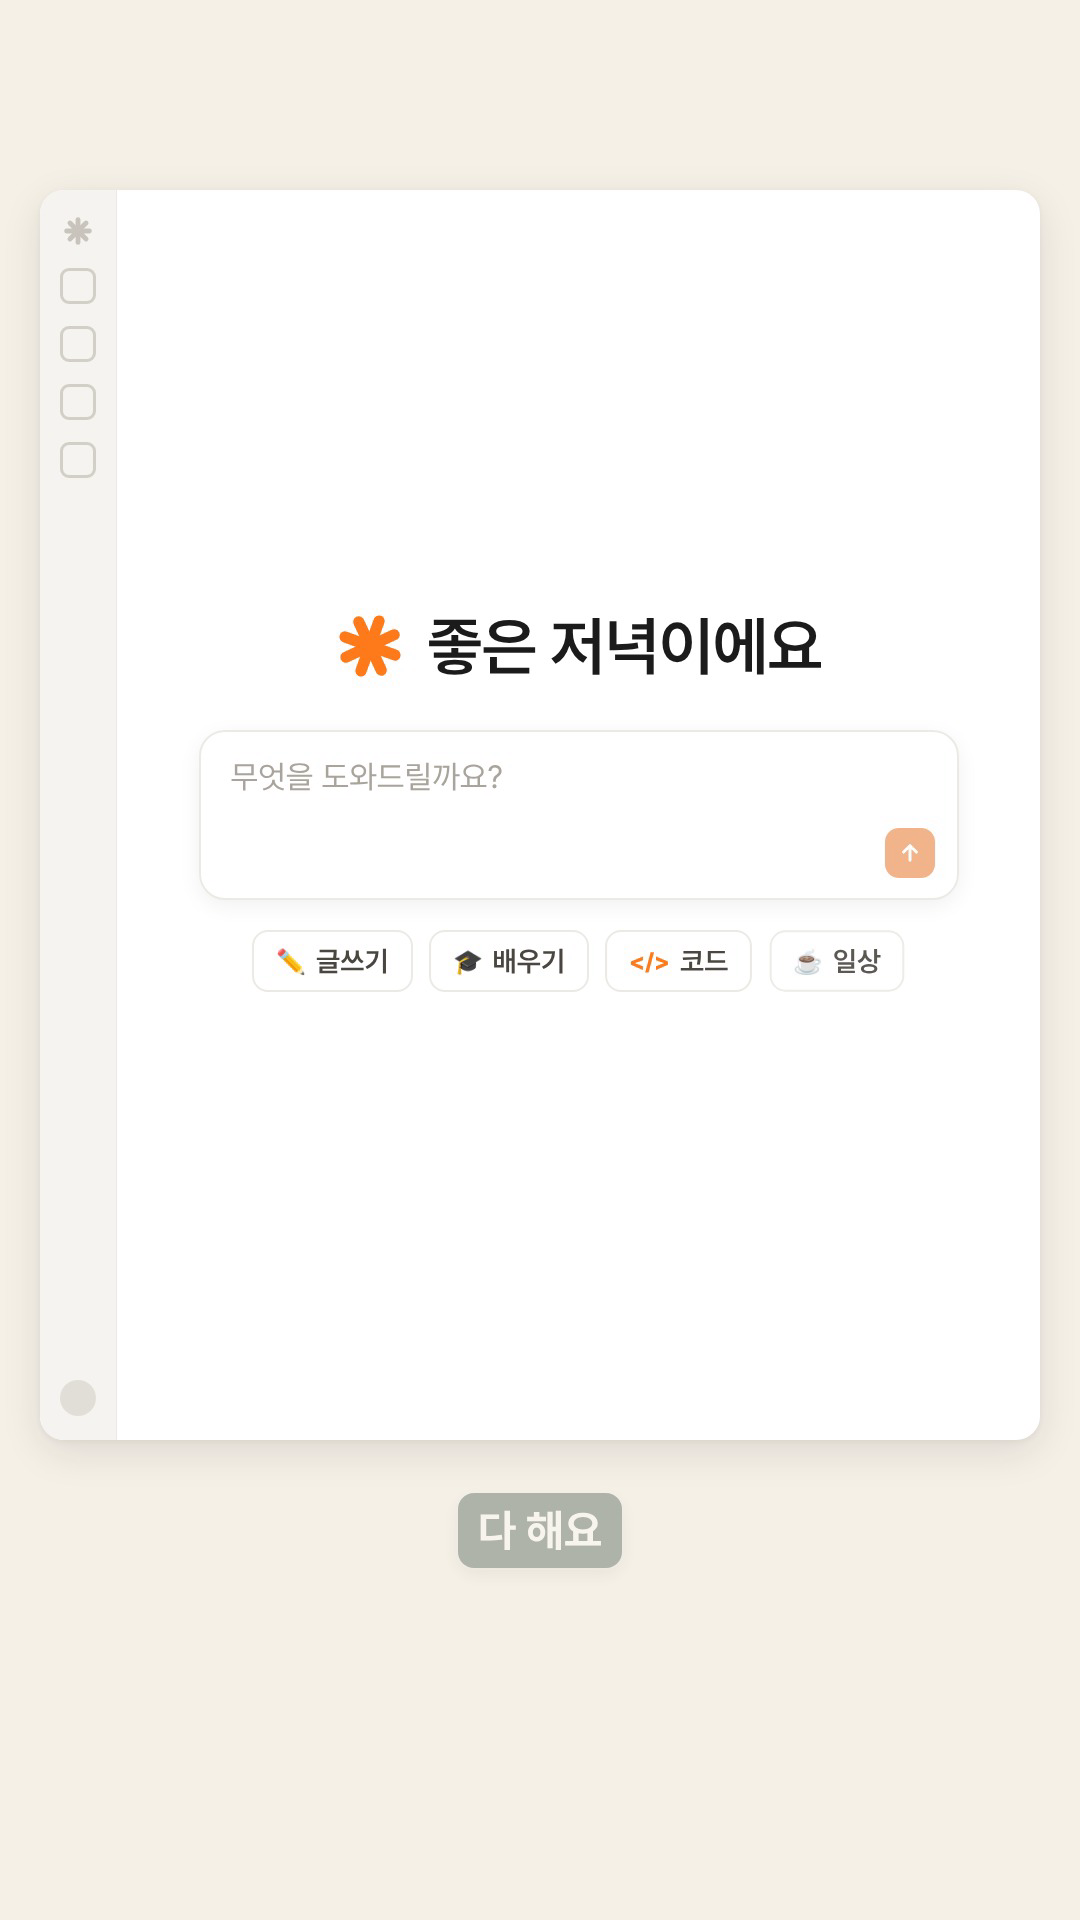 좋은 저녁이에요
무엇을 도와드릴까요?
글쓰기
배우기
</> 코드
일상
다 해요